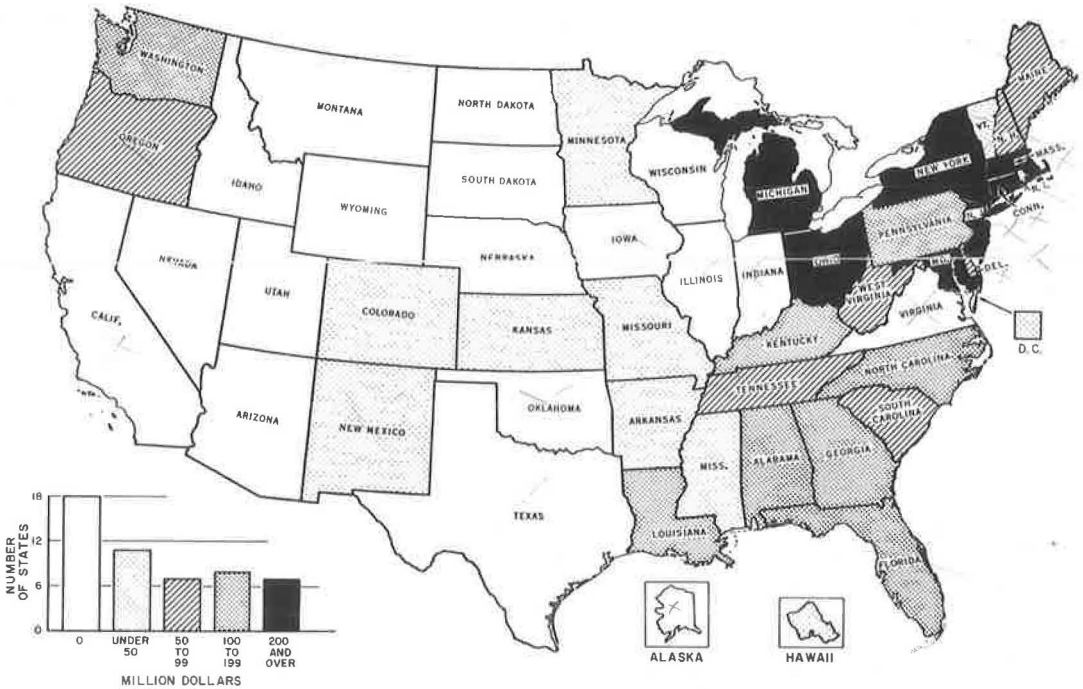 WASHINGTON
OREGON
CALIF.
NEVADA
IDAHO
MONTANA
WYOMING
UTAH
ARIZONA
COLORADO
NEW MEXICO
NORTH DAKOTA
SOUTH DAKOTA
NEBRASKA
KANSAS
OKLAHOMA
TEXAS
MINNESOTA
IOWA
MISSOURI
ARKANSAS
LOUISIANA
WISCONSIN
ILLINOIS
MICHIGAN
INDIANA
OHIO
KENTUCKY
TENNESSEE
MISS.
ALABAMA
GEORGIA
FLORIDA
SOUTH
CAROLINA
NORTH CAROLINA
VIRGINIA
WEST
VIRGINIA
PENNSYLVANIA
NEW YORK
VT.
N. H.
MAINE
MASS.
R. I.
CONN.
N. J.
DEL.
MD.
D. C.
ALASKA
HAWAII
NUMBER
OF STATES
18
12
6
0
0
UNDER
50
50
TO
99
100
TO
199
200
AND
OVER
MILLION DOLLARS